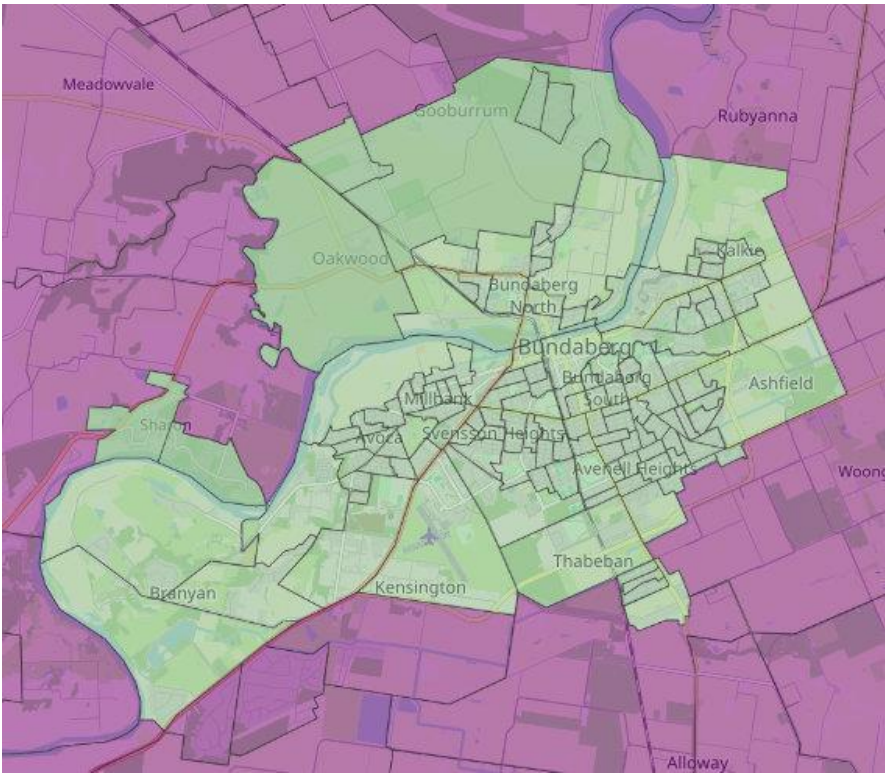 Meadowvale
Gooburrum
Rubyanna
Kalkie
Oakwood
Bundaberg
North
Bundaberg
Bundaberg
South
Ashfield
Millbank
Sharon
Avoca
Svensson Heights
Avenell Heights
Woong
Thabeban
Kensington
Branyan
Alloway